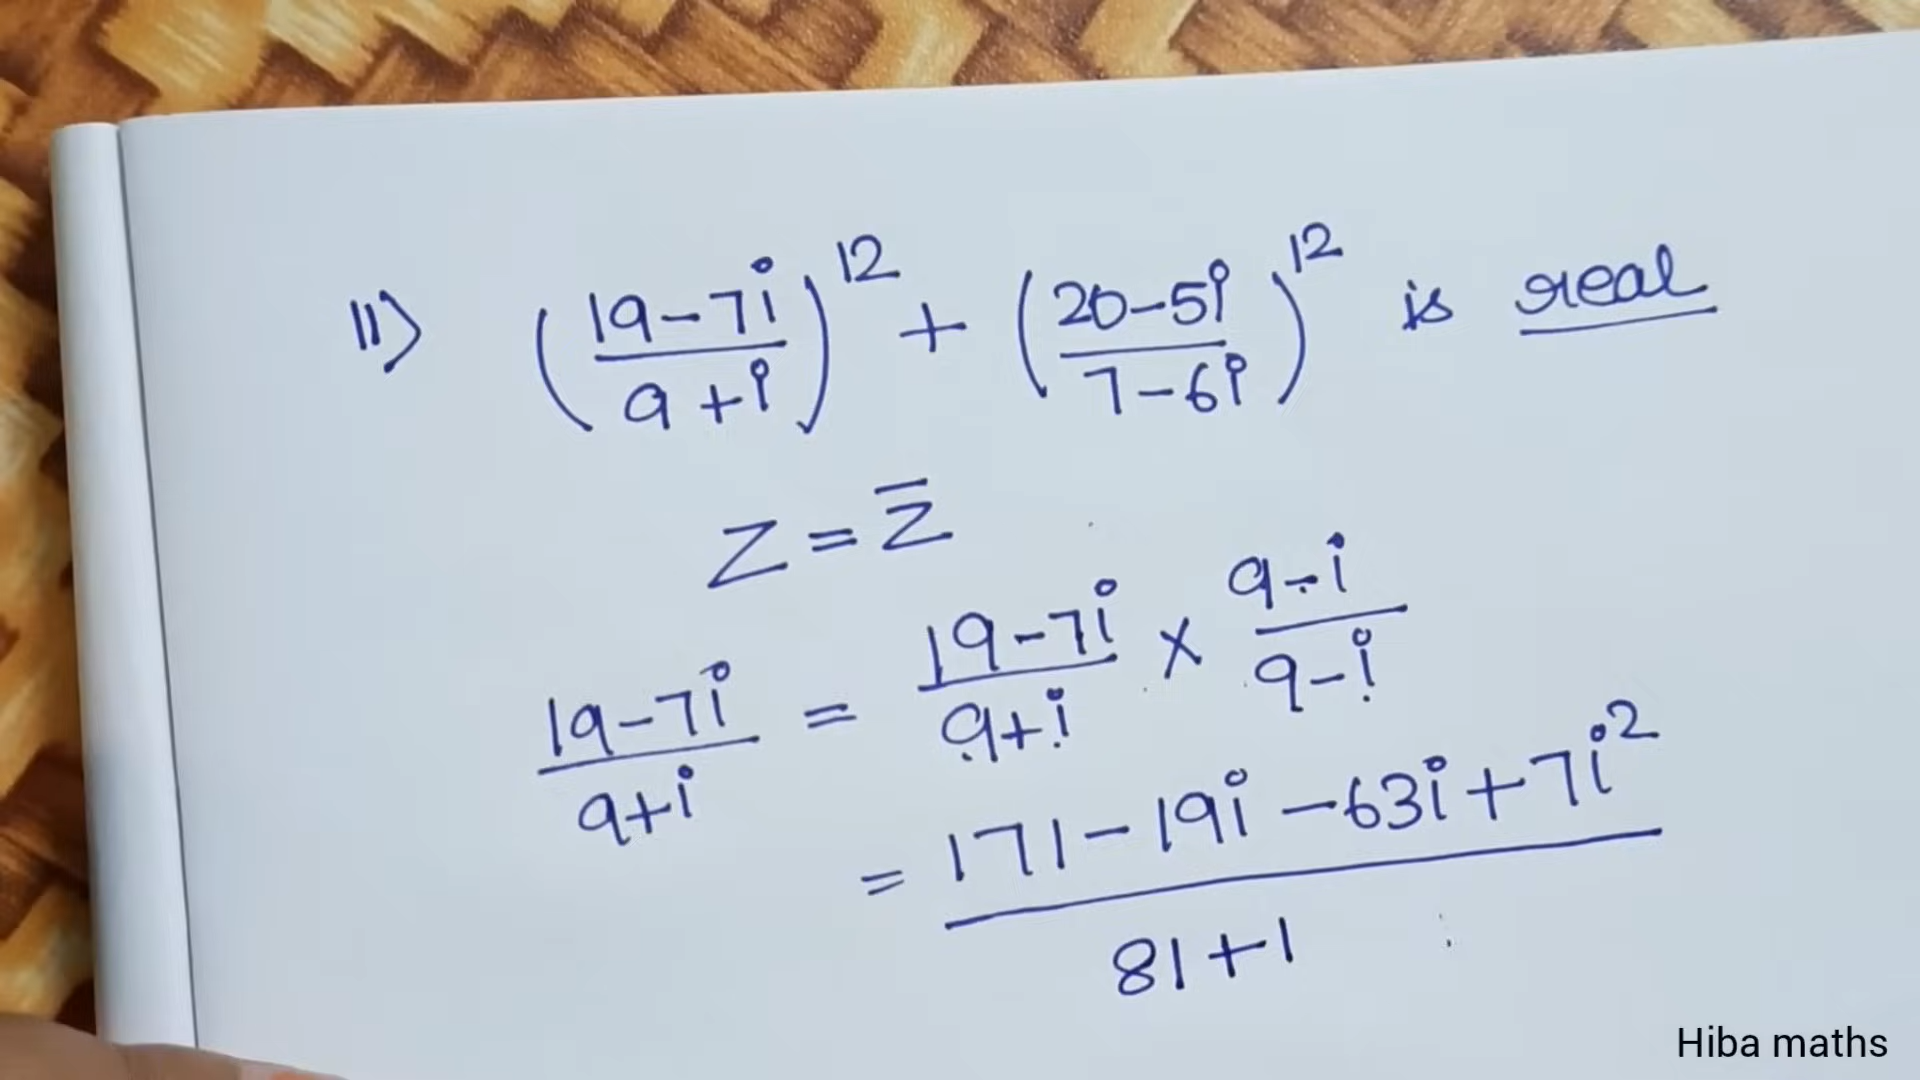 11) ((19-7i)/(9+i))^12 + ((20-5i)/(7-6i))^12 is real
Z = Z̅
(19-7i)/(9+i) = (19-7i)/(9+i) × (9-i)/(9-i)
= (171-19i-63i+7i²)/(81+1)
Hiba maths